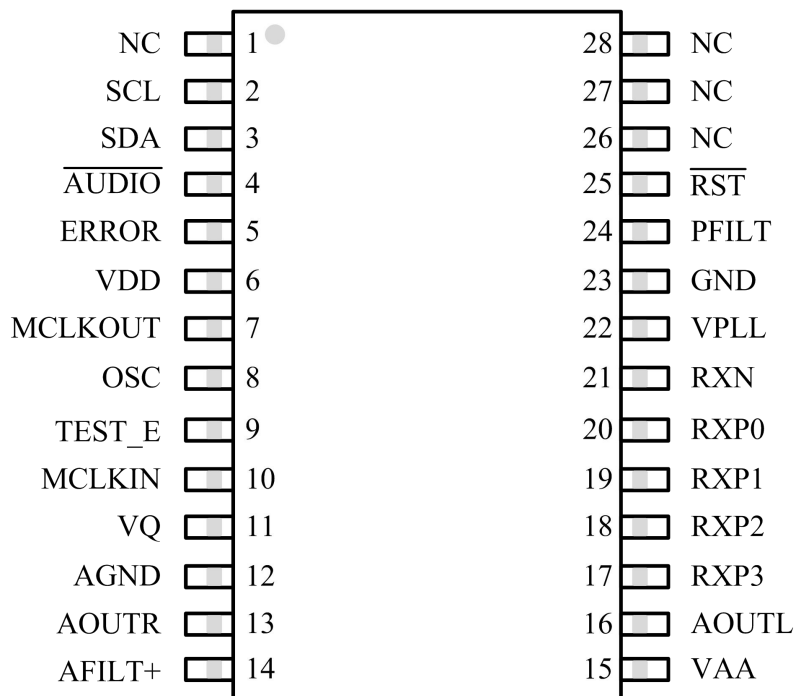 NC 1 28 NC
SCL 2 27 NC
SDA 3 26 NC
AUDIO 4 25 RST
ERROR 5 24 PFILT
VDD 6 23 GND
MCLKOUT 7 22 VPLL
OSC 8 21 RXN
TEST_E 9 20 RXP0
MCLKIN 10 19 RXP1
VQ 11 18 RXP2
AGND 12 17 RXP3
AOUTR 13 16 AOUTL
AFILT+ 14 15 VAA